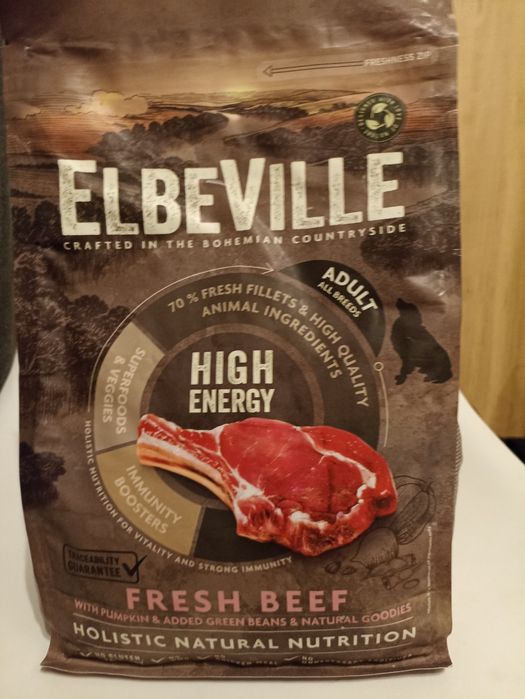 FRESHNESS ZIP
ELBEVILLE
CRAFTED IN THE BOHEMIAN COUNTRYSIDE
ADULT
ALL BREEDS
70 % FRESH FILLETS & HIGH QUALITY
ANIMAL INGREDIENTS
SUPERFOODS
& VEGGIES
HIGH
ENERGY
IMMUNITY
BOOSTERS
HOLISTIC NUTRITION FOR VITALITY AND STRONG IMMUNITY
TRACEABILITY
GUARANTEE
FRESH BEEF
WITH PUMPKIN & ADDED GREEN BEANS & NATURAL GOODIES
HOLISTIC NATURAL NUTRITION
NO GLUTEN